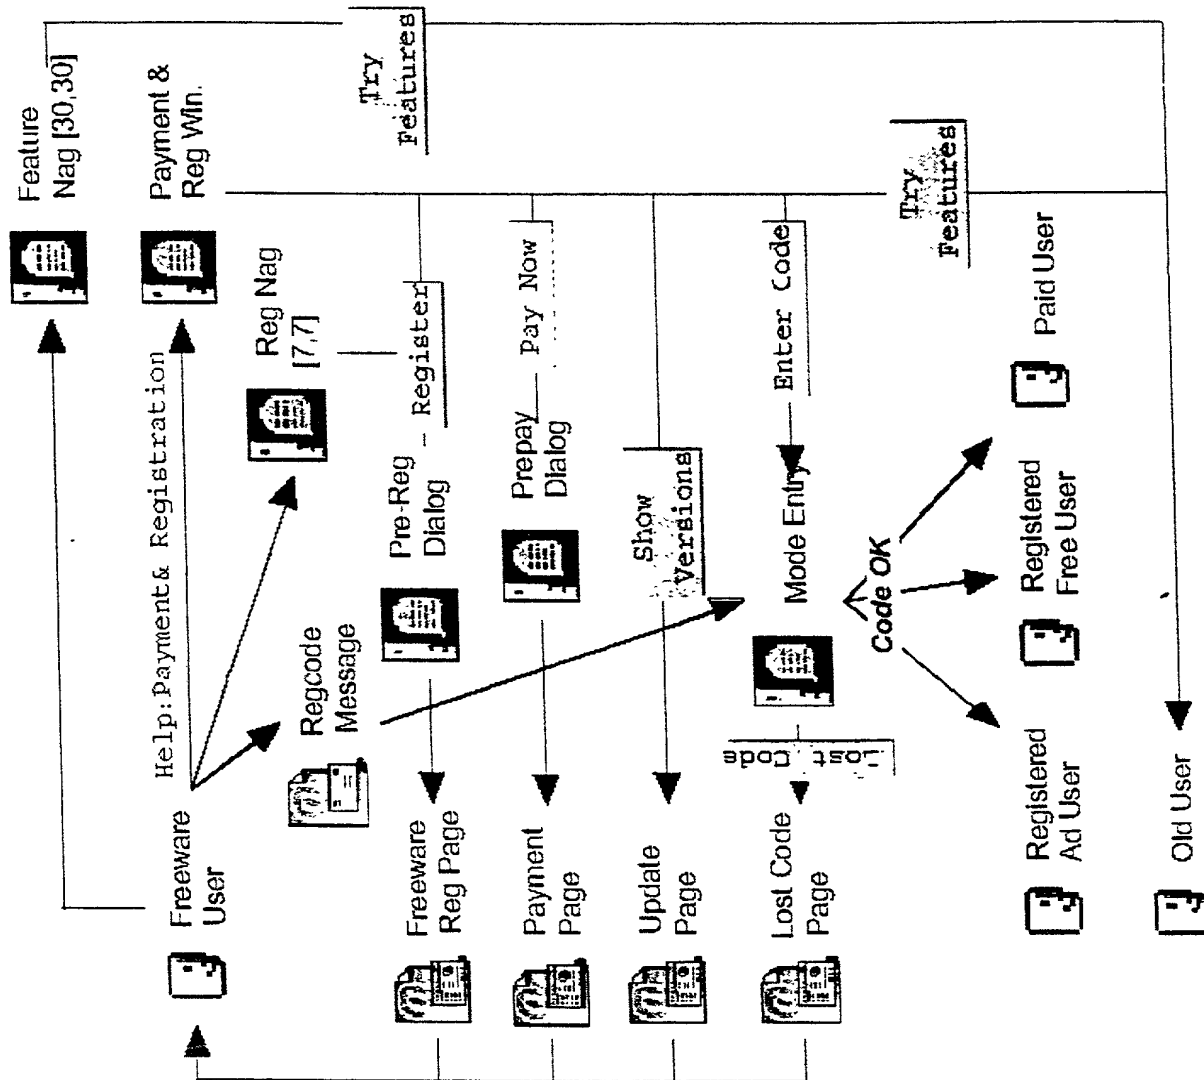 Feature
Nag [30,30]
Payment &
Reg Win.
Try
Features
Help:Payment& Registration
Freeware
User
Reg Nag
[7,7]
Regcode
Message
Pre-Reg
Dialog
Register
Freeware
Reg Page
Prepay
Dialog
Pay Now
Payment
Page
Show
Versions
Update
Page
Enter Code
Mode Entry
Lost Code
Lost Code
Page
Code OK
Try
Features
Paid User
Registered
Free User
Registered
Ad User
Old User